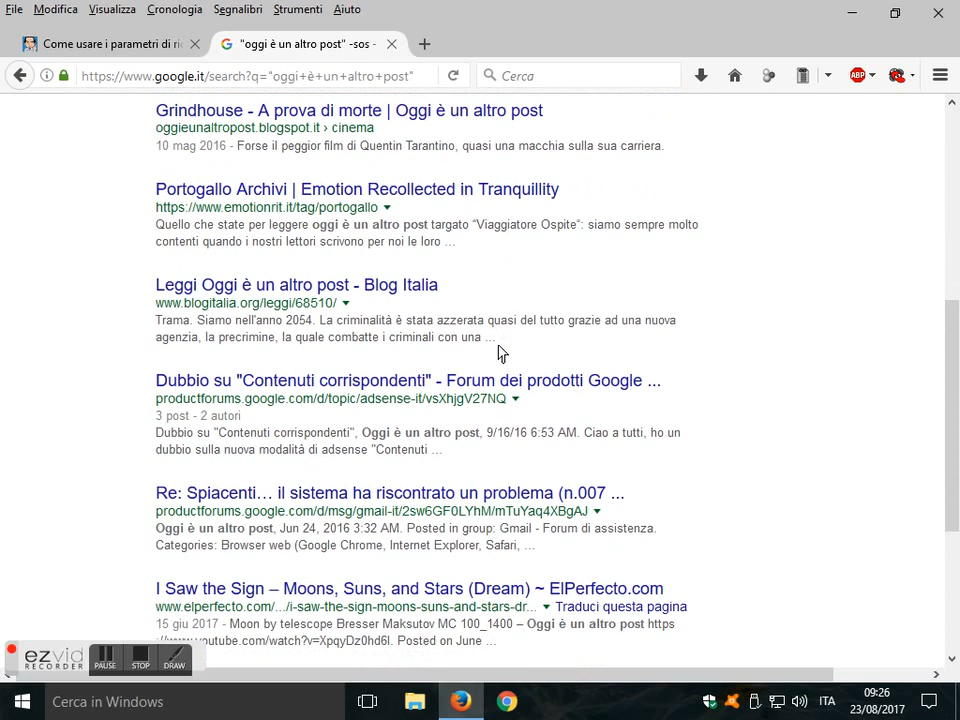 File Modifica Visualizza Cronologia Segnalibri Strumenti Aiuto
Come usare i parametri di ri
"oggi è un altro post" -sos -
https://www.google.it/search?q="oggi+è+un+altro+post"
Cerca
ABP
Grindhouse - A prova di morte | Oggi è un altro post
oggieunaltropost.blogspot.it › cinema
10 mag 2016 - Forse il peggior film di Quentin Tarantino, quasi una macchia sulla sua carriera.
Portogallo Archivi | Emotion Recollected in Tranquillity
https://www.emotionrit.it/tag/portogallo
Quello che state per leggere oggi è un altro post targato “Viaggiatore Ospite“: siamo sempre molto
contenti quando i nostri lettori scrivono per noi le loro ...
Leggi Oggi è un altro post - Blog Italia
www.blogitalia.org/leggi/68510/
Trama. Siamo nell'anno 2054. La criminalità è stata azzerata quasi del tutto grazie ad una nuova
agenzia, la precrimine, la quale combatte i criminali con una ...
Dubbio su "Contenuti corrispondenti" - Forum dei prodotti Google ...
productforums.google.com/d/topic/adsense-it/vsXhjgV27NQ
3 post - 2 autori
Dubbio su "Contenuti corrispondenti", Oggi è un altro post, 9/16/16 6:53 AM. Ciao a tutti, ho un
dubbio sulla nuova modalità di adsense "Contenuti ...
Re: Spiacenti… il sistema ha riscontrato un problema (n.007 ...
productforums.google.com/d/msg/gmail-it/2sw6GF0LYhM/mTuYaq4XBgAJ
Oggi è un altro post, Jun 24, 2016 3:32 AM. Posted in group: Gmail - Forum di assistenza.
Categories: Browser web (Google Chrome, Internet Explorer, Safari, ...
I Saw the Sign – Moons, Suns, and Stars (Dream) ~ ElPerfecto.com
www.elperfecto.com/.../i-saw-the-sign-moons-suns-and-stars-dr... Traduci questa pagina
15 giu 2017 - Moon by telescope Bresser Maksutov MC 100_1400 – Oggi è un altro post https
://www.youtube.com/watch?v=XpqyDz0hd6I. Posted on June ...
ezvid
RECORDER
PAUSE STOP DRAW
Cerca in Windows
ITA
09:26
23/08/2017